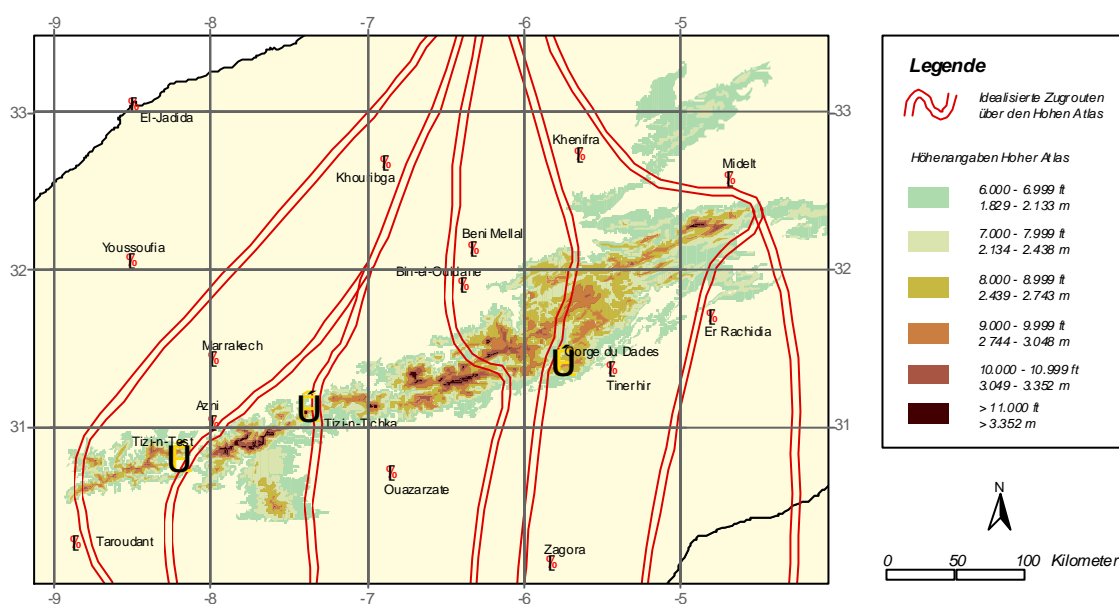 -9 -8 -7 -6 -5
33 33
32 32
31 31
-9 -8 -7 -6 -5
El-Jadida
Khouribga
Khenifra
Midelt
Youssoufia
Beni Mellal
Bin-el-Ouidane
Marrakech
Er Rachidia
Gorge du Dades
Tinerhir
Azni
Tizi-n-Tichka
Tizi-n-Test
Ouazarzate
Taroudant
Zagora
Legende
Idealisierte Zugrouten
über den Hohen Atlas
Höhenangaben Hoher Atlas
6.000 - 6.999 ft
1.829 - 2.133 m
7.000 - 7.999 ft
2.134 - 2.438 m
8.000 - 8.999 ft
2.439 - 2.743 m
9.000 - 9.999 ft
2.744 - 3.048 m
10.000 - 10.999 ft
3.049 - 3.352 m
> 11.000 ft
> 3.352 m
N
0 50 100 Kilometer